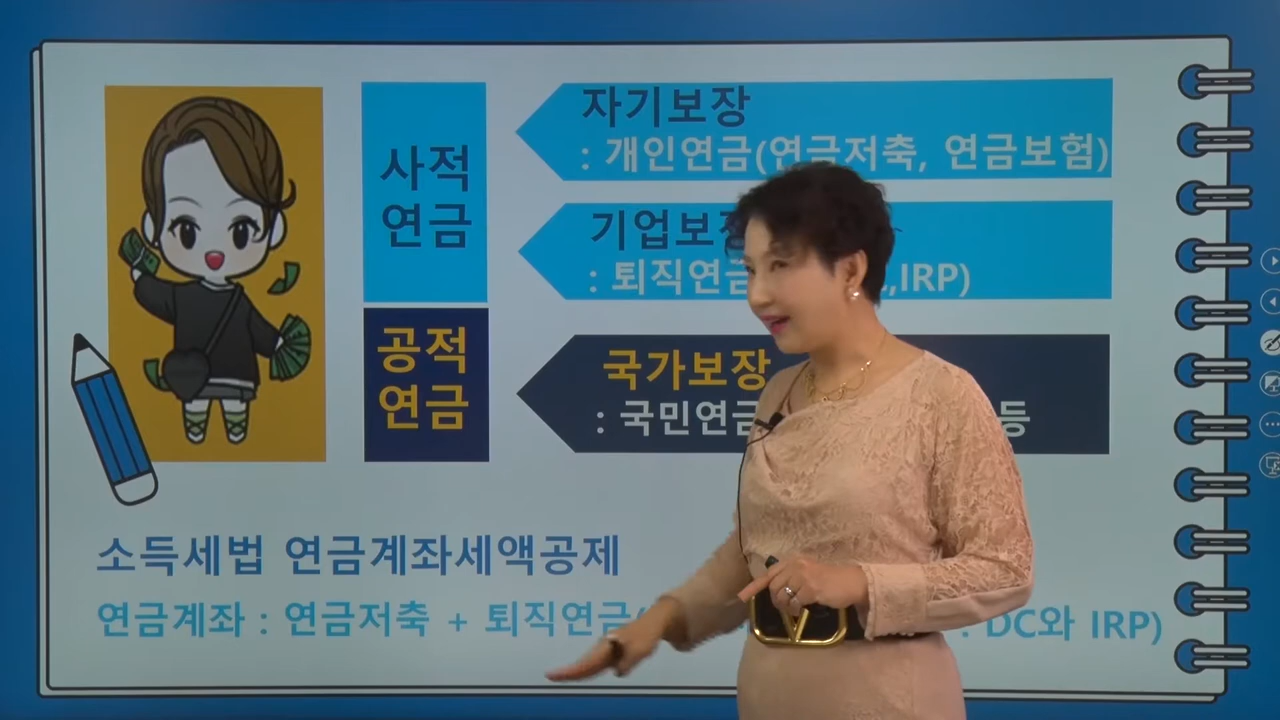 사적
연금
자기보장
: 개인연금(연금저축, 연금보험)
기업보장
: 퇴직연금 ,IRP)
공적
연금
국가보장
: 국민연금 등
소득세법 연금계좌세액공제
연금계좌 : 연금저축 + 퇴직연금( : DC와 IRP)